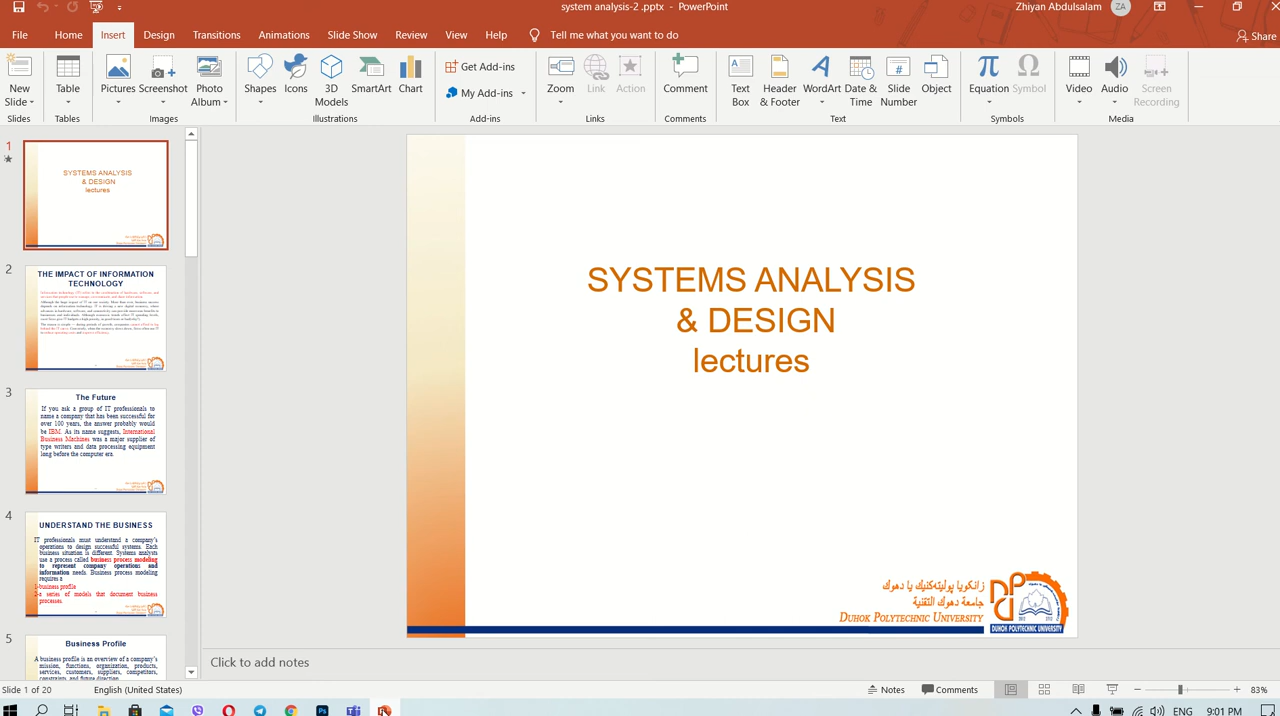 system analysis-2 .pptx - PowerPoint
Zhiyan Abdulsalam ZA
File Home Insert Design Transitions Animations Slide Show Review View Help Tell me what you want to do Share
New Slide
Table
Pictures
Screenshot
Photo Album
Shapes
Icons
3D Models
SmartArt
Chart
Get Add-ins
My Add-ins
Zoom
Link
Action
Comment
Text Box
Header & Footer
WordArt
Date & Time
Slide Number
Object
Equation
Symbol
Video
Audio
Screen Recording
Slides Tables Images Illustrations Add-ins Links Comments Text Symbols Media
1
SYSTEMS ANALYSIS
& DESIGN
lectures
2
THE IMPACT OF INFORMATION
TECHNOLOGY
3
The Future
If you ask a group of IT professionals to
name a company that has been successful for
over 100 years, the answer probably would
be IBM. As its name suggests, International
Business Machines was a major supplier of
type writers and data processing equipment
long before the computer era.
4
UNDERSTAND THE BUSINESS
IT professionals must understand a company's
operations to design successful systems. Each
business situation is different. Systems analysts
use a process called business process modeling
to represent company operations and
information needs. Business process modeling
requires a
1-business profile
2-a series of models that document business
processes.
5
Business Profile
A business profile is an overview of a company's
mission, functions, organization, products,
services, customers, suppliers, competitors,
constraints, and future direction.
SYSTEMS ANALYSIS
& DESIGN
lectures
زانكویا پولیتەکنیك یا دهوك
جامعة دهوك التقنية
DUHOK POLYTECHNIC UNIVERSITY
DUHOK POLYTECHNIC UNIVERSITY
Click to add notes
Slide 1 of 20 English (United States) Notes Comments 83%
ENG 9:01 PM